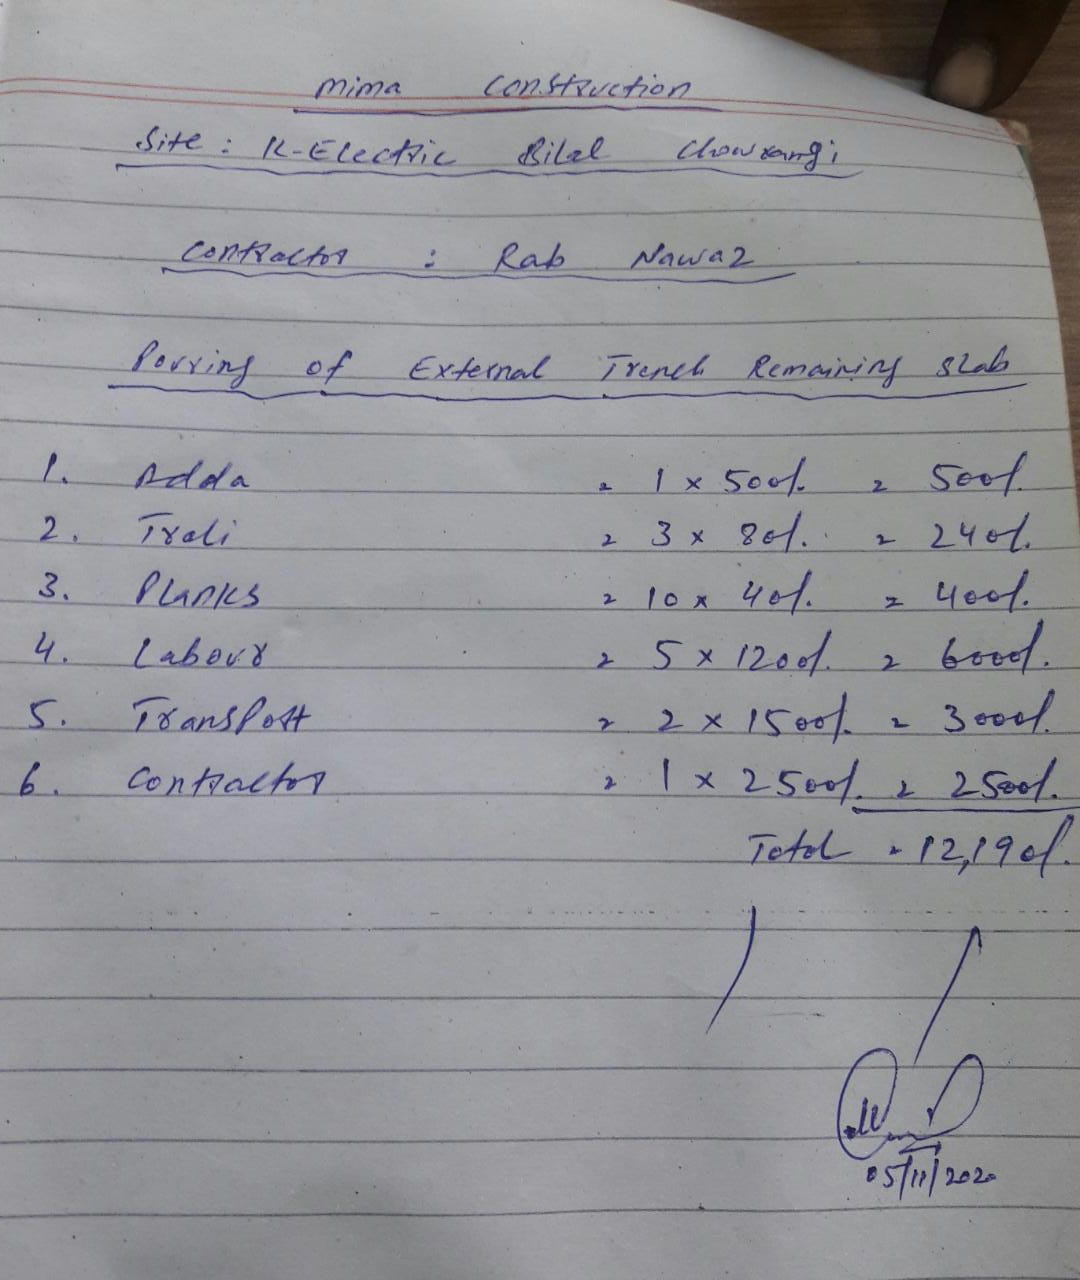 Mima Construction
Site : K-Electric Bilal Chowrangi
Contractor : Rab Nawaz
Pouring of External Trench Remaining Slab
1. Adda = 1 x 500/. = 500/.
2. Trali = 3 x 80/. = 240/.
3. Planks = 10 x 40/. = 400/.
4. Labour = 5 x 1200/. = 6000/.
5. Transport = 2 x 1500/. = 3000/.
6. Contractor = 1 x 2500/. = 2500/.
Total = 12,190/.
05/11/2020